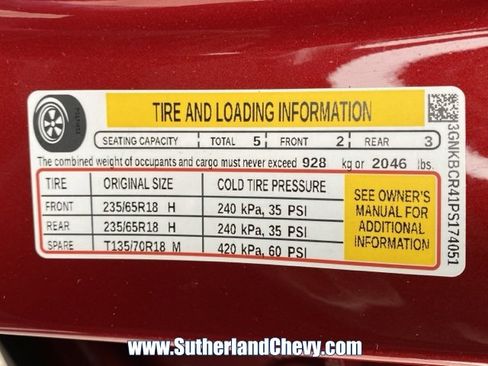 TIRE AND LOADING INFORMATION
SEATING CAPACITY TOTAL 5 FRONT 2 REAR 3
The combined weight of occupants and cargo must never exceed 928 kg or 2046 lbs.
TIRE ORIGINAL SIZE COLD TIRE PRESSURE
FRONT 235/65R18 H 240 kPa, 35 PSI
REAR 235/65R18 H 240 kPa, 35 PSI
SPARE T135/70R18 M 420 kPa, 60 PSI
SEE OWNER'S
MANUAL FOR
ADDITIONAL
INFORMATION
3GNKBCR41PS174051
www.SutherlandChevy.com